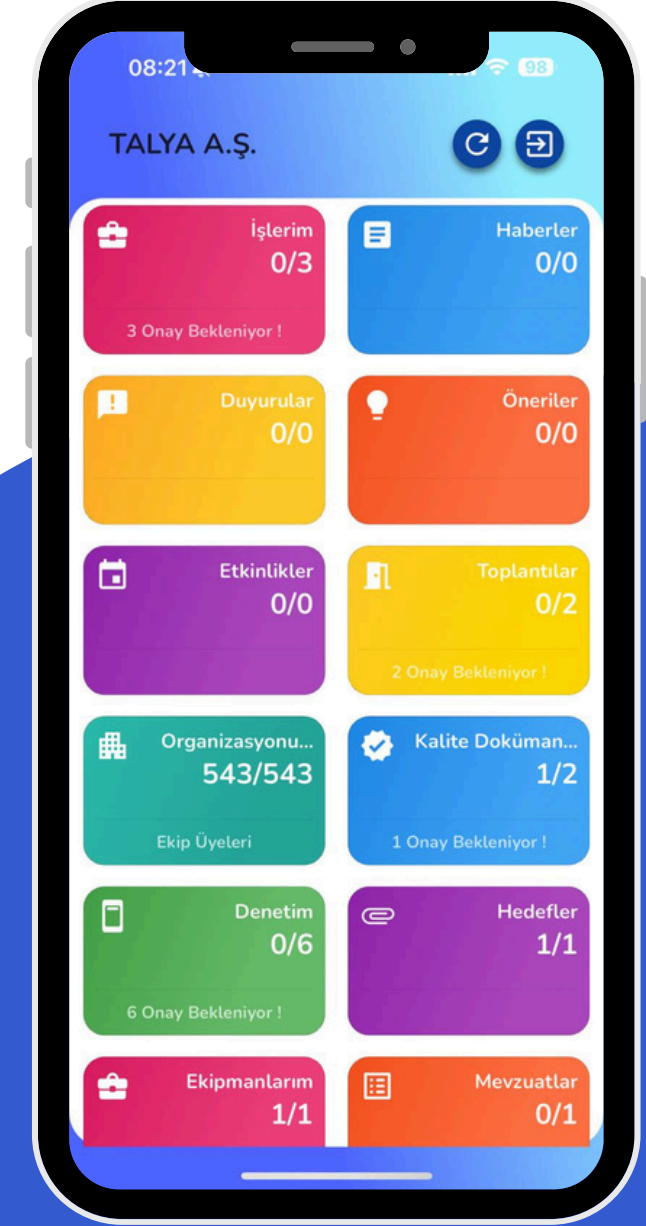 08:21
98
TALYA A.Ş.
İşlerim
0/3
3 Onay Bekleniyor !
Haberler
0/0
Duyurular
0/0
Öneriler
0/0
Etkinlikler
0/0
Toplantılar
0/2
2 Onay Bekleniyor !
Organizasyonu...
543/543
Ekip Üyeleri
Kalite Doküman...
1/2
1 Onay Bekleniyor !
Denetim
0/6
6 Onay Bekleniyor !
Hedefler
1/1
Ekipmanlarım
1/1
Mevzuatlar
0/1